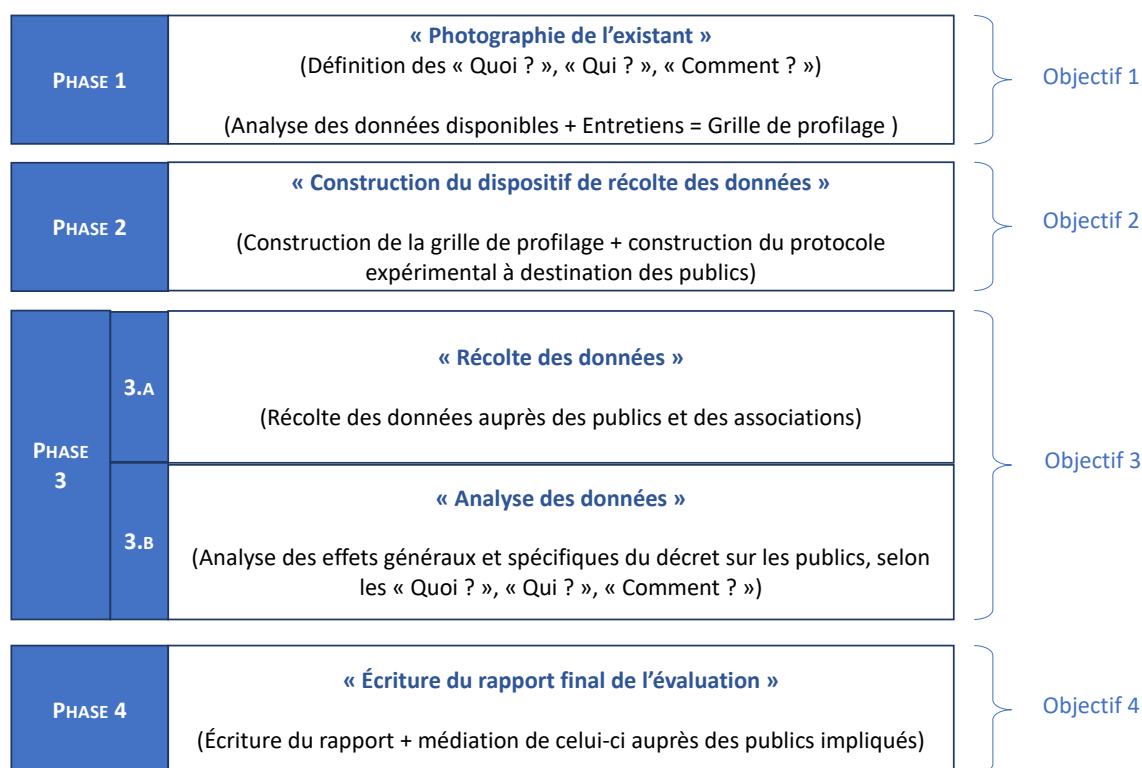 PHASE 1
« Photographie de l’existant »
(Définition des « Quoi ? », « Qui ? », « Comment ? »)
(Analyse des données disponibles + Entretiens = Grille de profilage )
Objectif 1
PHASE 2
« Construction du dispositif de récolte des données »
(Construction de la grille de profilage + construction du protocole
expérimental à destination des publics)
Objectif 2
PHASE
3
3.A
« Récolte des données »
(Récolte des données auprès des publics et des associations)
3.B
« Analyse des données »
(Analyse des effets généraux et spécifiques du décret sur les publics, selon
les « Quoi ? », « Qui ? », « Comment ? »)
Objectif 3
PHASE 4
« Écriture du rapport final de l’évaluation »
(Écriture du rapport + médiation de celui-ci auprès des publics impliqués)
Objectif 4